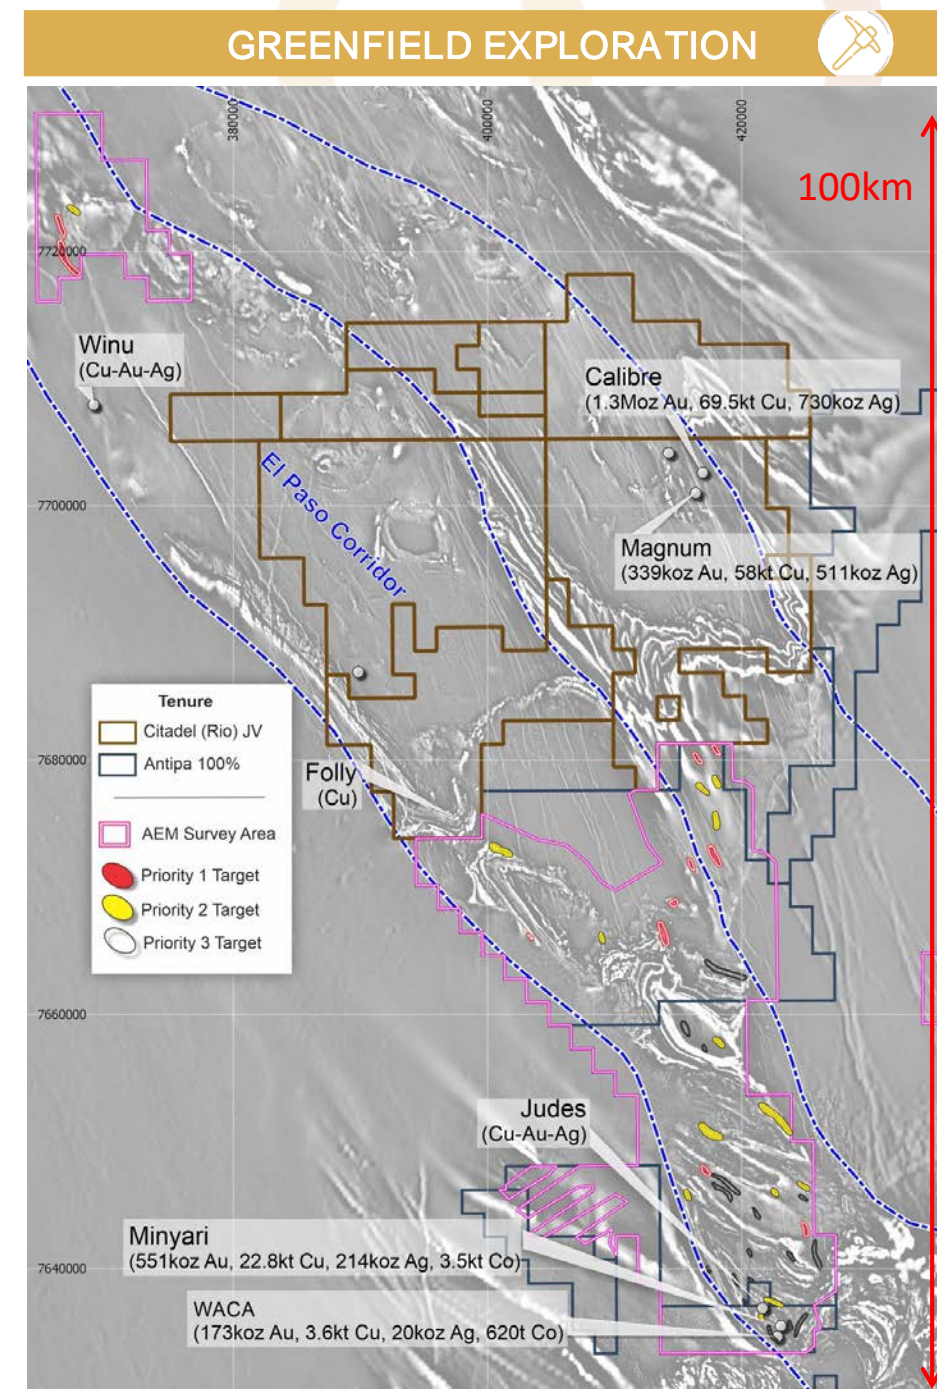 GREENFIELD EXPLORATION
380000
400000
420000
100km
7720000
Winu
(Cu-Au-Ag)
Calibre
(1.3Moz Au, 69.5kt Cu, 730koz Ag)
El Paso Corridor
7700000
Magnum
(339koz Au, 58kt Cu, 511koz Ag)
Tenure
Citadel (Rio) JV
Antipa 100%
AEM Survey Area
Priority 1 Target
Priority 2 Target
Priority 3 Target
7680000
Folly
(Cu)
7660000
Judes
(Cu-Au-Ag)
Minyari
(551koz Au, 22.8kt Cu, 214koz Ag, 3.5kt Co)
7640000
WACA
(173koz Au, 3.6kt Cu, 20koz Ag, 620t Co)